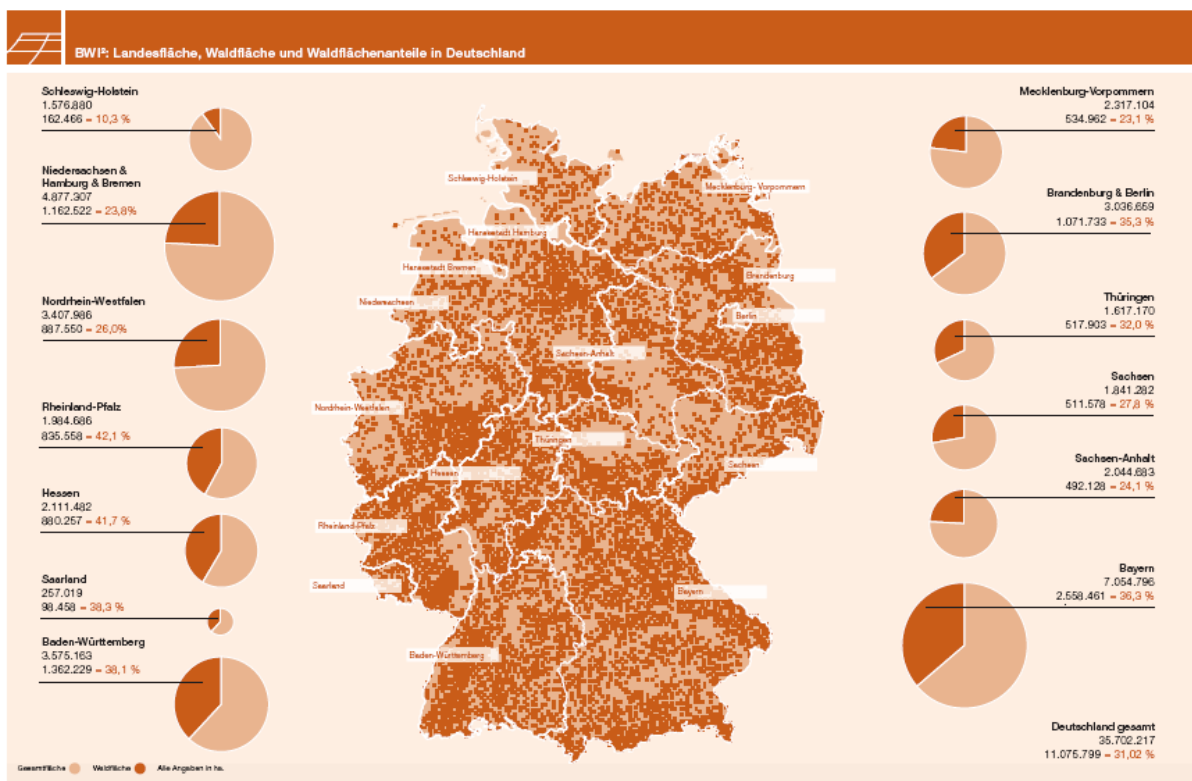 BWI²: Landesfläche, Waldfläche und Waldflächenanteile in Deutschland
Schleswig-Holstein
1.576.880
162.466 = 10,3 %
Niedersachsen &
Hamburg & Bremen
4.877.307
1.162.522 = 23,8%
Nordrhein-Westfalen
3.407.986
887.550 = 26,0%
Rheinland-Pfalz
1.984.686
835.558 = 42,1 %
Hessen
2.111.482
880.257 = 41,7 %
Saarland
257.019
98.458 = 38,3 %
Baden-Württemberg
3.575.163
1.362.229 = 38,1 %
Gesamtfläche
Waldfläche
Alle Angaben in ha.
Schleswig-Holstein
Mecklenburg- Vorpommern
Hansestadt Hamburg
Hansestadt Bremen
Brandenburg
Niedersachsen
Berlin
Sachsen-Anhalt
Nordrhein-Westfalen
Thüringen
Sachsen
Hessen
Rheinland-Pfalz
Saarland
Bayern
Baden-Württemberg
Mecklenburg-Vorpommern
2.317.104
534.962 = 23,1 %
Brandenburg & Berlin
3.036.659
1.071.733 = 35,3 %
Thüringen
1.617.170
517.903 = 32,0 %
Sachsen
1.841.282
511.578 = 27,8 %
Sachsen-Anhalt
2.044.683
492.128 = 24,1 %
Bayern
7.054.796
2.558.461 = 36,3 %
Deutschland gesamt
35.702.217
11.075.799 = 31,02 %